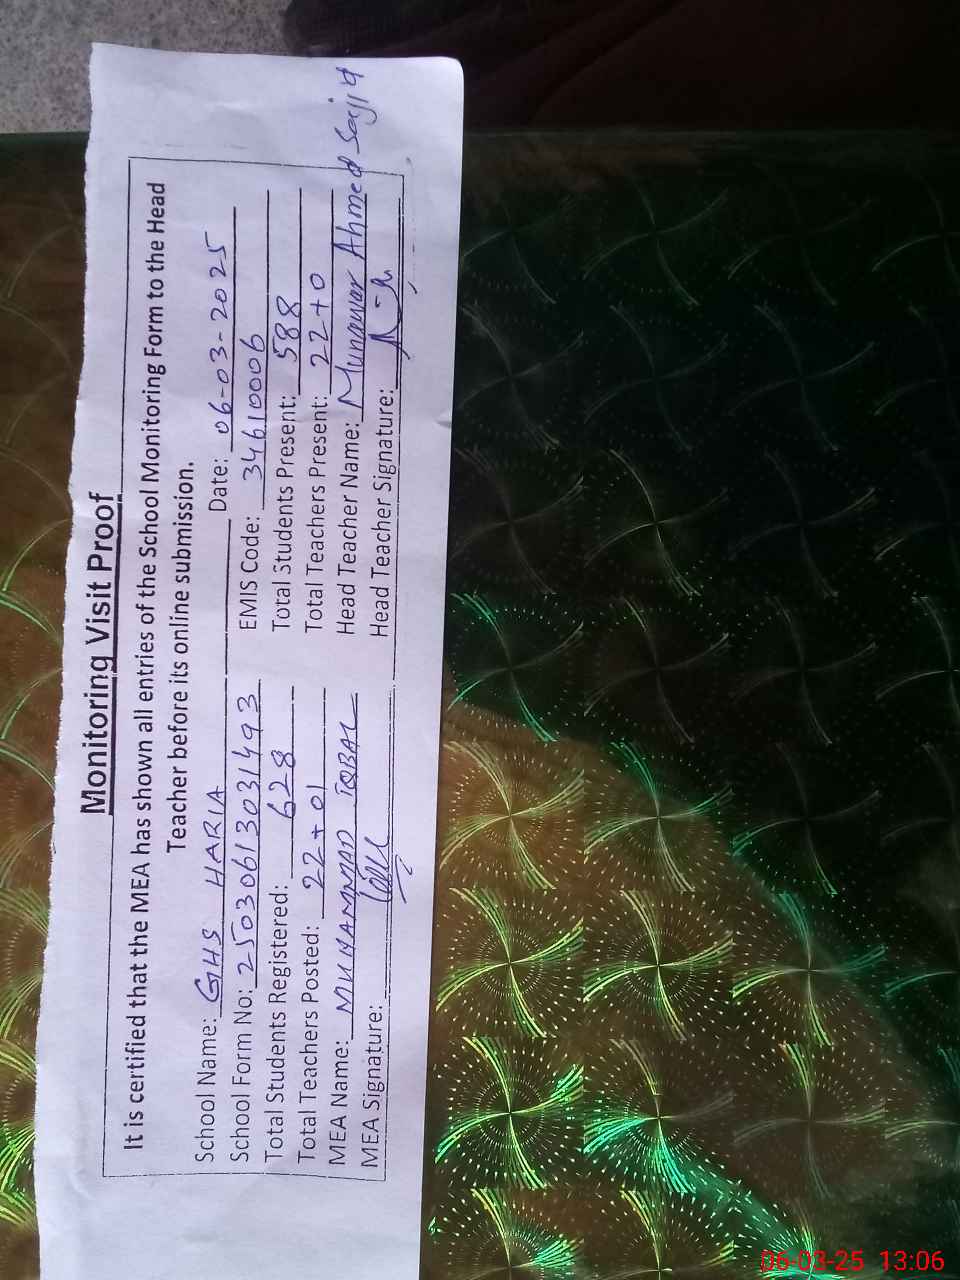 Monitoring Visit Proof
It is certified that the MEA has shown all entries of the School Monitoring Form to the Head
Teacher before its online submission.
School Name: GHS HARIA Date: 06-03-2025
School Form No: 25030613031493 EMIS Code: 34610006
Total Students Registered: 628 Total Students Present: 588
Total Teachers Posted: 22+01 Total Teachers Present: 22+0
MEA Name: MUHAMMAD IQBAL Head Teacher Name: Munawar Ahmed Sajjid
MEA Signature: Head Teacher Signature:
06-03-25 13:06